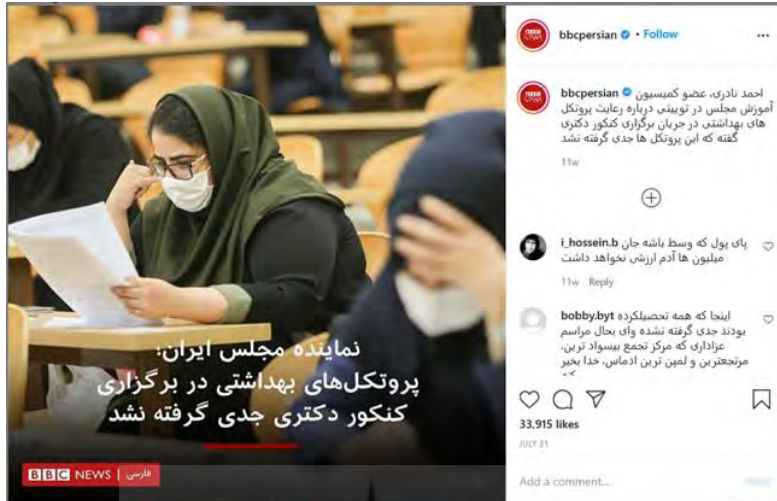 نماینده مجلس ایران:
پروتکل‌های بهداشتی در برگزاری
کنکور دکتری جدی گرفته نشد
BBC NEWS | فارسی
bbcpersian • Follow
bbcpersian احمد نادری، عضو کمیسیون
آموزش مجلس در توییتی درباره رعایت پروتکل
های بهداشتی در جریان برگزاری کنکور دکتری
گفته که این پروتکل ها جدی گرفته نشد
11w
i_hossein.b پای پول که وسط باشه جان
میلیون ها آدم ارزشی نخواهد داشت
11w Reply
bobby.byt اینجا که همه تحصیلکرده
بودند جدی گرفته نشده وای بحال مراسم
عزاداری که مرکز تجمع بیسواد ترین،
مرتجعترین و لمپن ترین ادماس، خدا بخیر
33,915 likes
JULY 31
Add a comment...